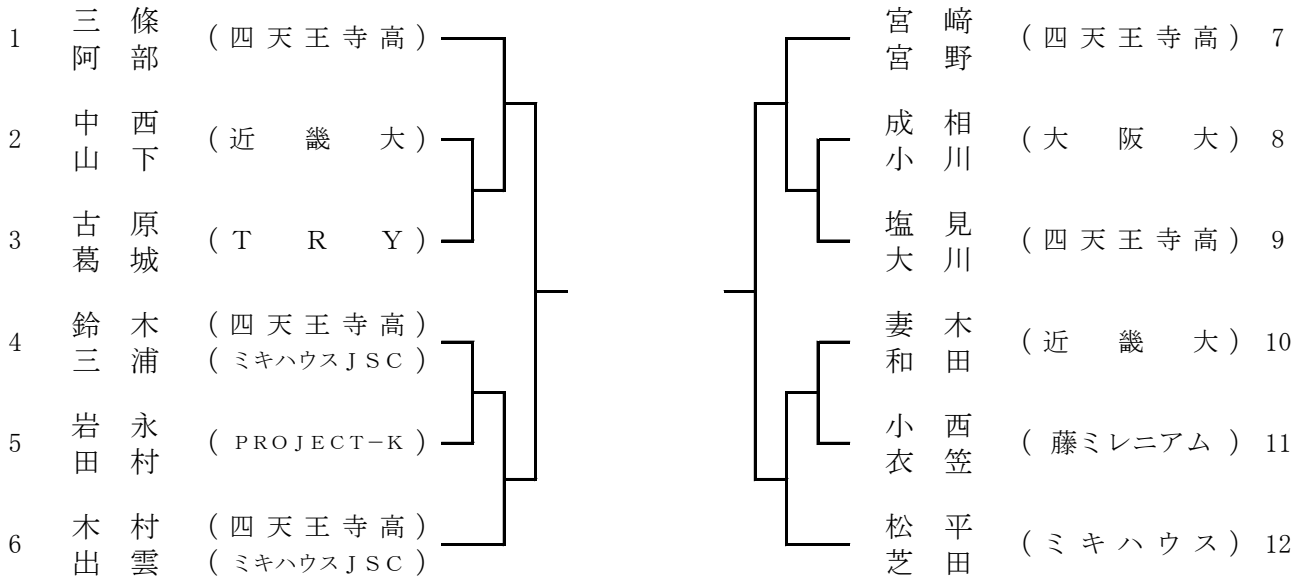 1 三條 阿部 (四天王寺高)
2 中西 山下 (近畿大)
3 古原 葛城 (TRY)
4 鈴木 三浦 (四天王寺高) (ミキハウスJSC)
5 岩永 田村 (PROJECT-K)
6 木村 出雲 (四天王寺高) (ミキハウスJSC)
宮﨑 宮野 (四天王寺高) 7
成相 小川 (大阪大) 8
塩見 大川 (四天王寺高) 9
妻木 和田 (近畿大) 10
小西 衣笠 (藤ミレニアム) 11
松平 芝田 (ミキハウス) 12